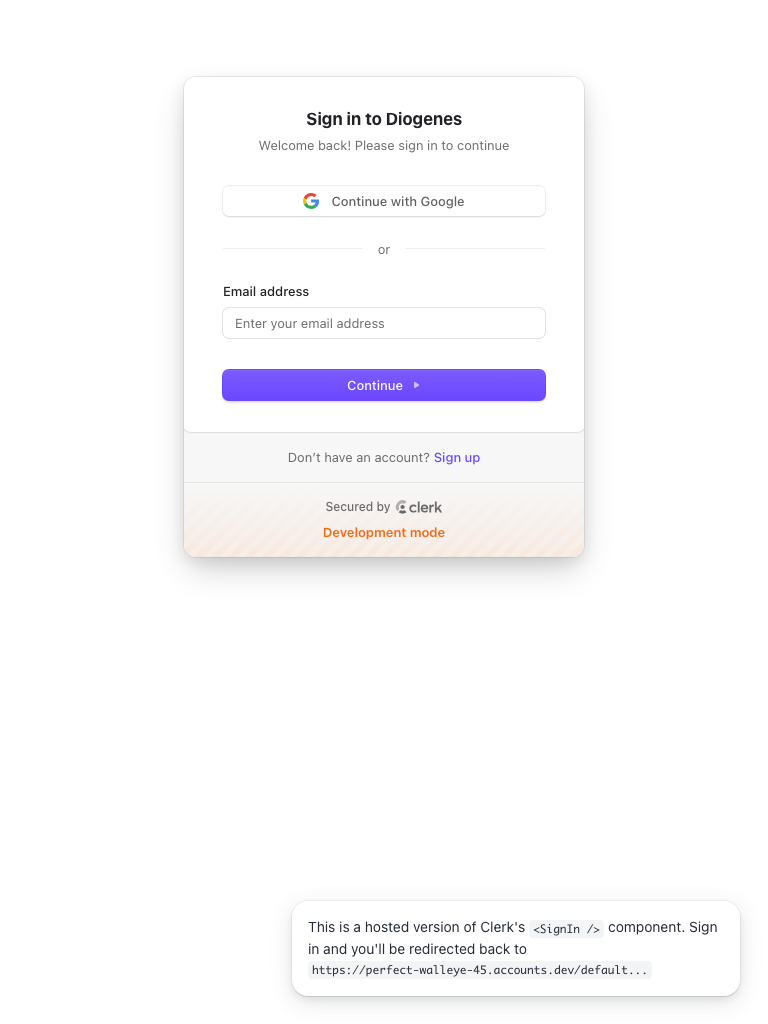 Sign in to Diogenes
Welcome back! Please sign in to continue
Continue with Google
or
Email address
Enter your email address
Continue
Don’t have an account? Sign up
Secured by clerk
Development mode
This is a hosted version of Clerk's <SignIn /> component. Sign
in and you'll be redirected back to
https://perfect-walleye-45.accounts.dev/default...